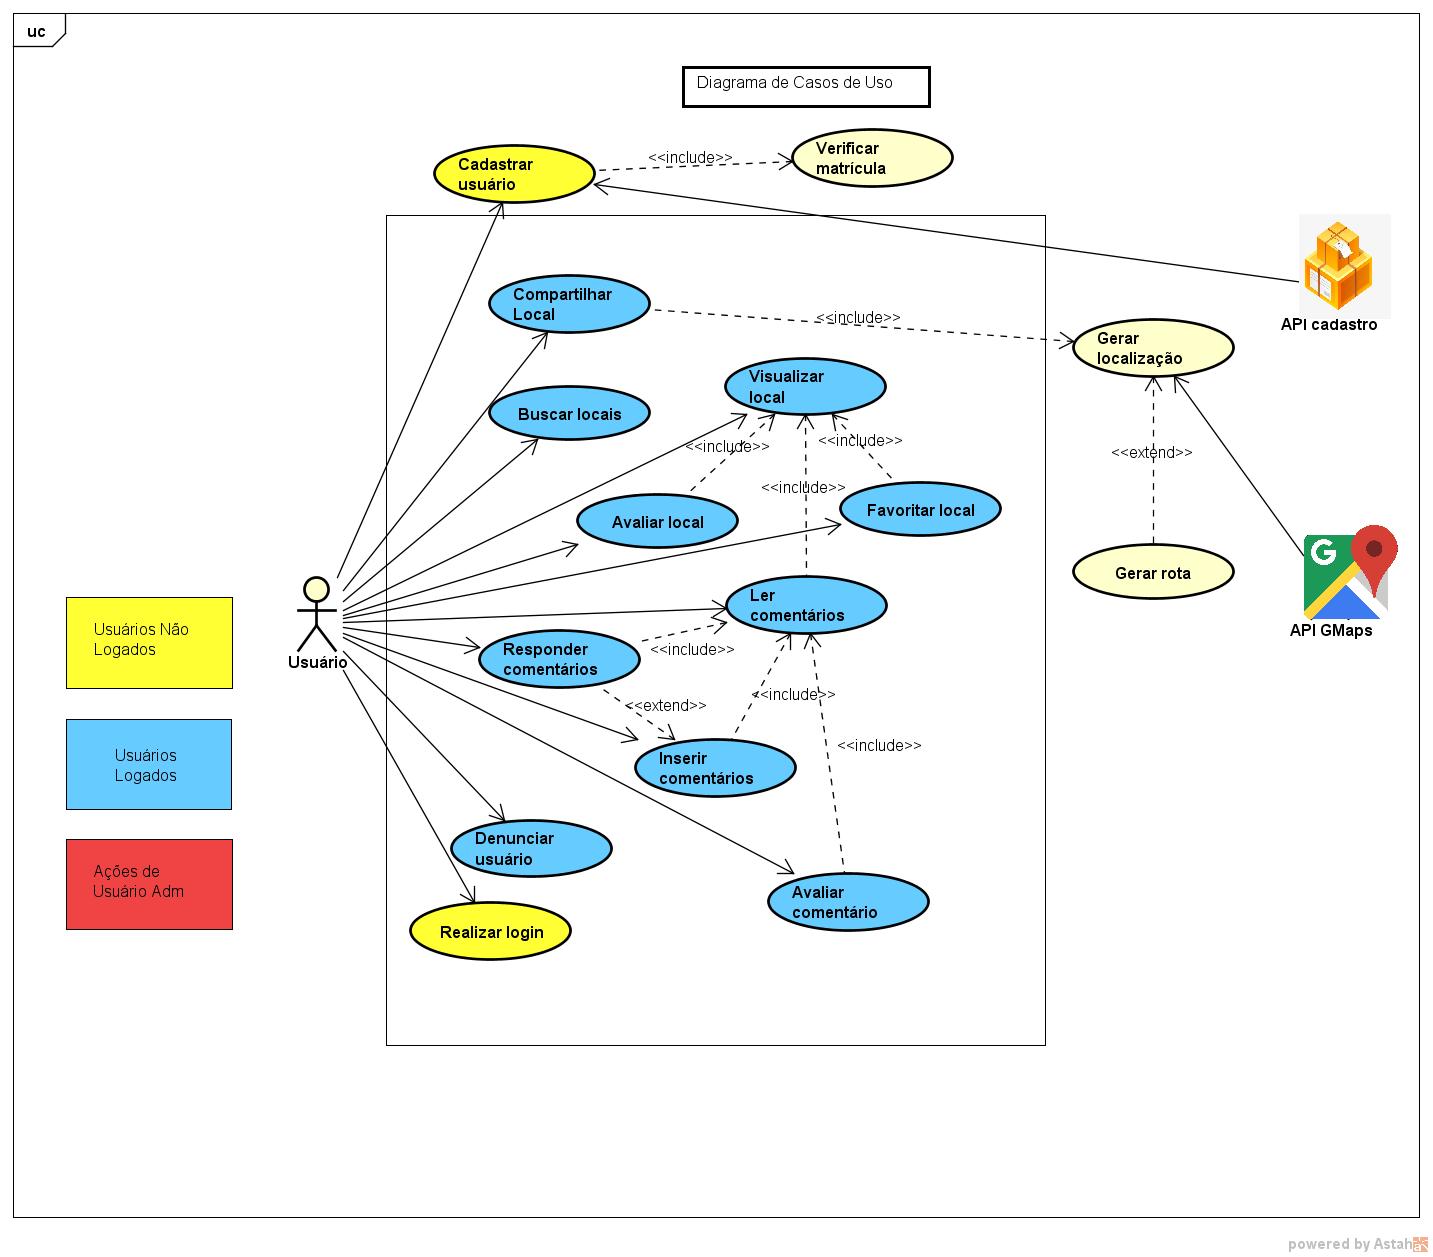 uc
Diagrama de Casos de Uso
Cadastrar
usuário
<<include>>
Verificar
matrícula
Compartilhar
Local
<<include>>
API cadastro
Gerar
localização
Visualizar
local
Buscar locais
<<include>>
<<include>>
<<extend>>
<<include>>
Avaliar local
Favoritar local
Gerar rota
Ler
comentários
API GMaps
Usuários Não
Logados
Usuário
Responder
comentários
<<include>>
<<extend>>
<<include>>
Usuários
Logados
Inserir
comentários
<<include>>
Denunciar
usuário
Ações de
Usuário Adm
Avaliar
comentário
Realizar login
G
powered by Astah